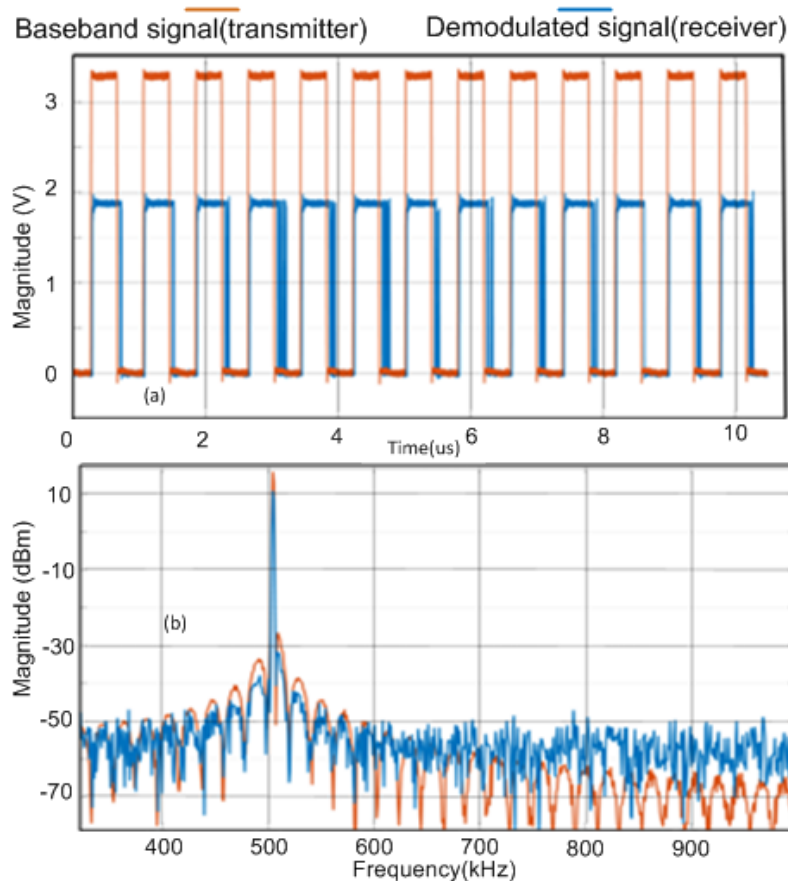 Baseband signal(transmitter) Demodulated signal(receiver)
Magnitude (V)
3
2
1
0
(a)
0 2 4 6 8 10
Time(us)
Magnitude (dBm)
10
-10
-30
-50
-70
(b)
400 500 600 700 800 900
Frequency(kHz)